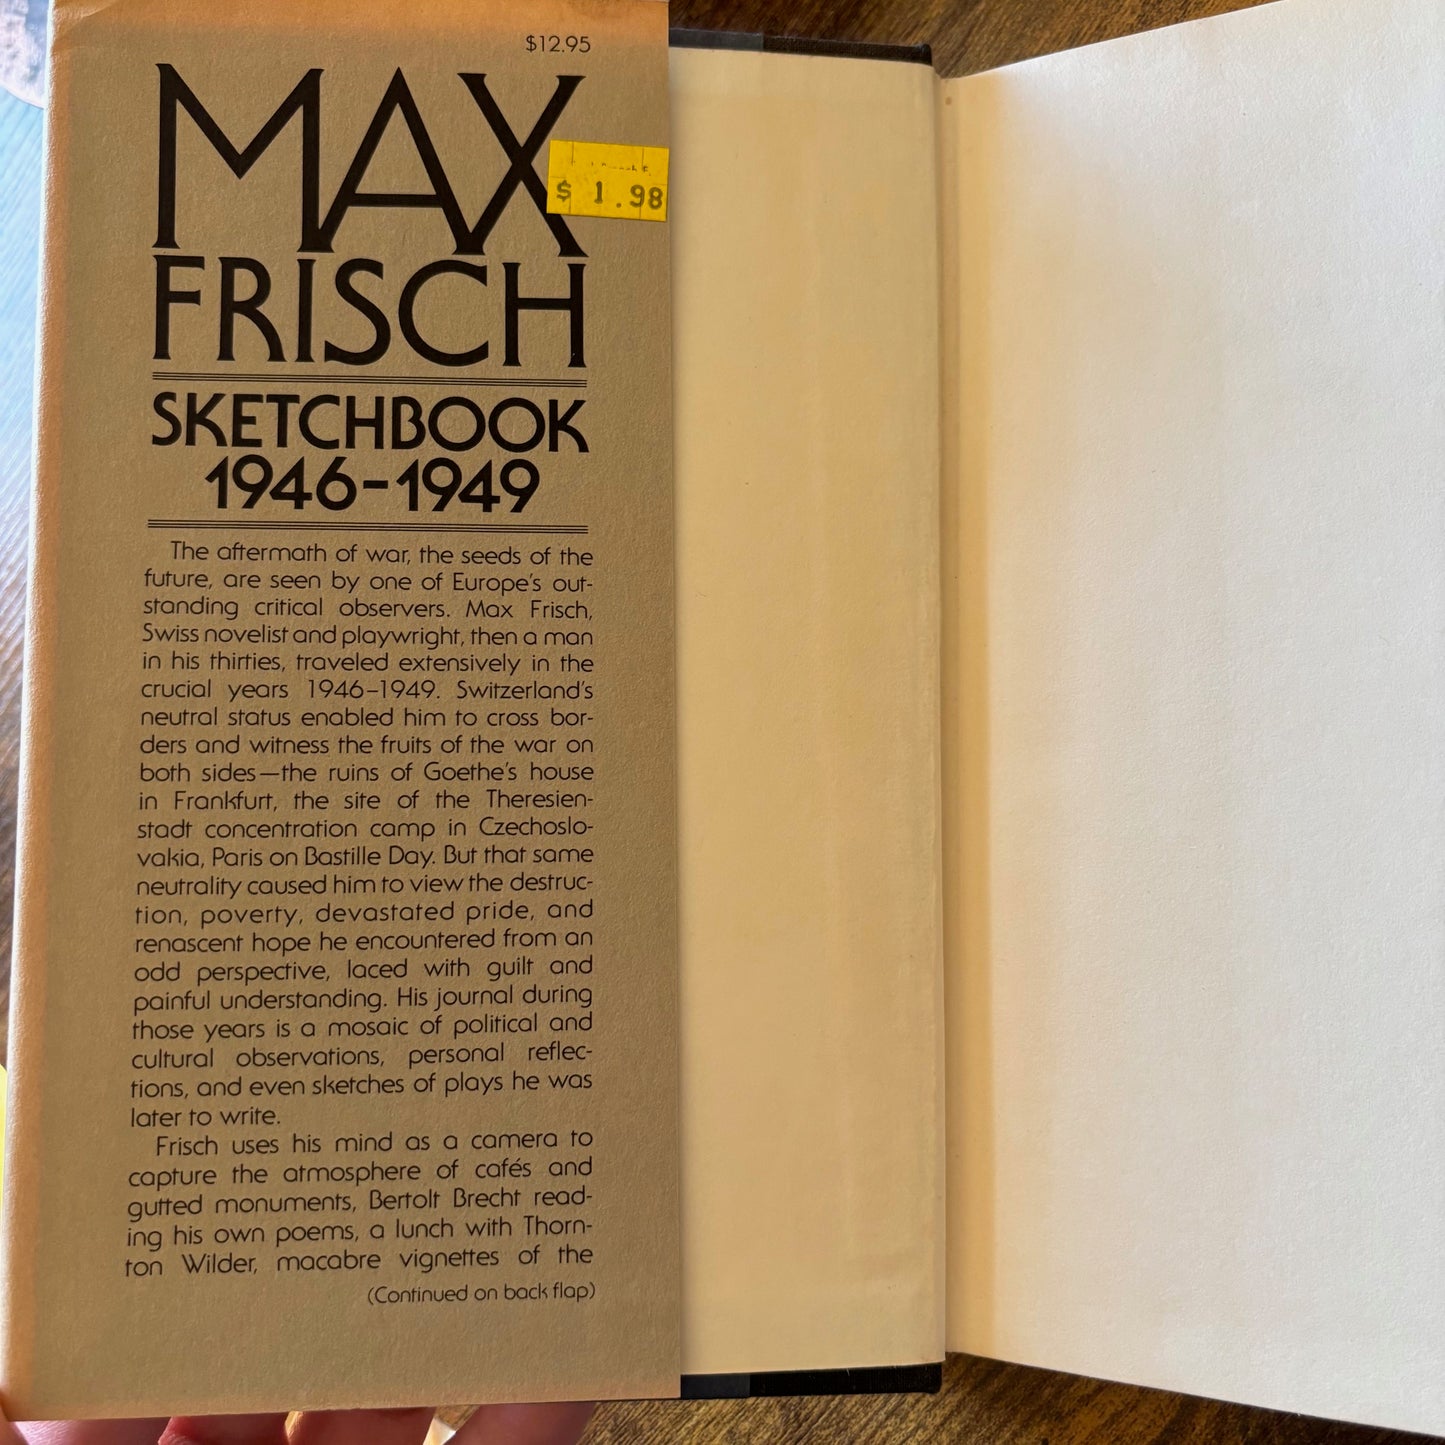 $12.95
MAX
$ 1.98
FRISCH
SKETCHBOOK
1946-1949
The aftermath of war, the seeds of the
future, are seen by one of Europe's out-
standing critical observers. Max Frisch,
Swiss novelist and playwright, then a man
in his thirties, traveled extensively in the
crucial years 1946–1949. Switzerland's
neutral status enabled him to cross bor-
ders and witness the fruits of the war on
both sides—the ruins of Goethe's house
in Frankfurt, the site of the Theresien-
stadt concentration camp in Czechoslo-
vakia, Paris on Bastille Day. But that same
neutrality caused him to view the destruc-
tion, poverty, devastated pride, and
renascent hope he encountered from an
odd perspective, laced with guilt and
painful understanding. His journal during
those years is a mosaic of political and
cultural observations, personal reflec-
tions, and even sketches of plays he was
later to write.
Frisch uses his mind as a camera to
capture the atmosphere of cafés and
gutted monuments, Bertolt Brecht read-
ing his own poems, a lunch with Thorn-
ton Wilder, macabre vignettes of the
(Continued on back flap)